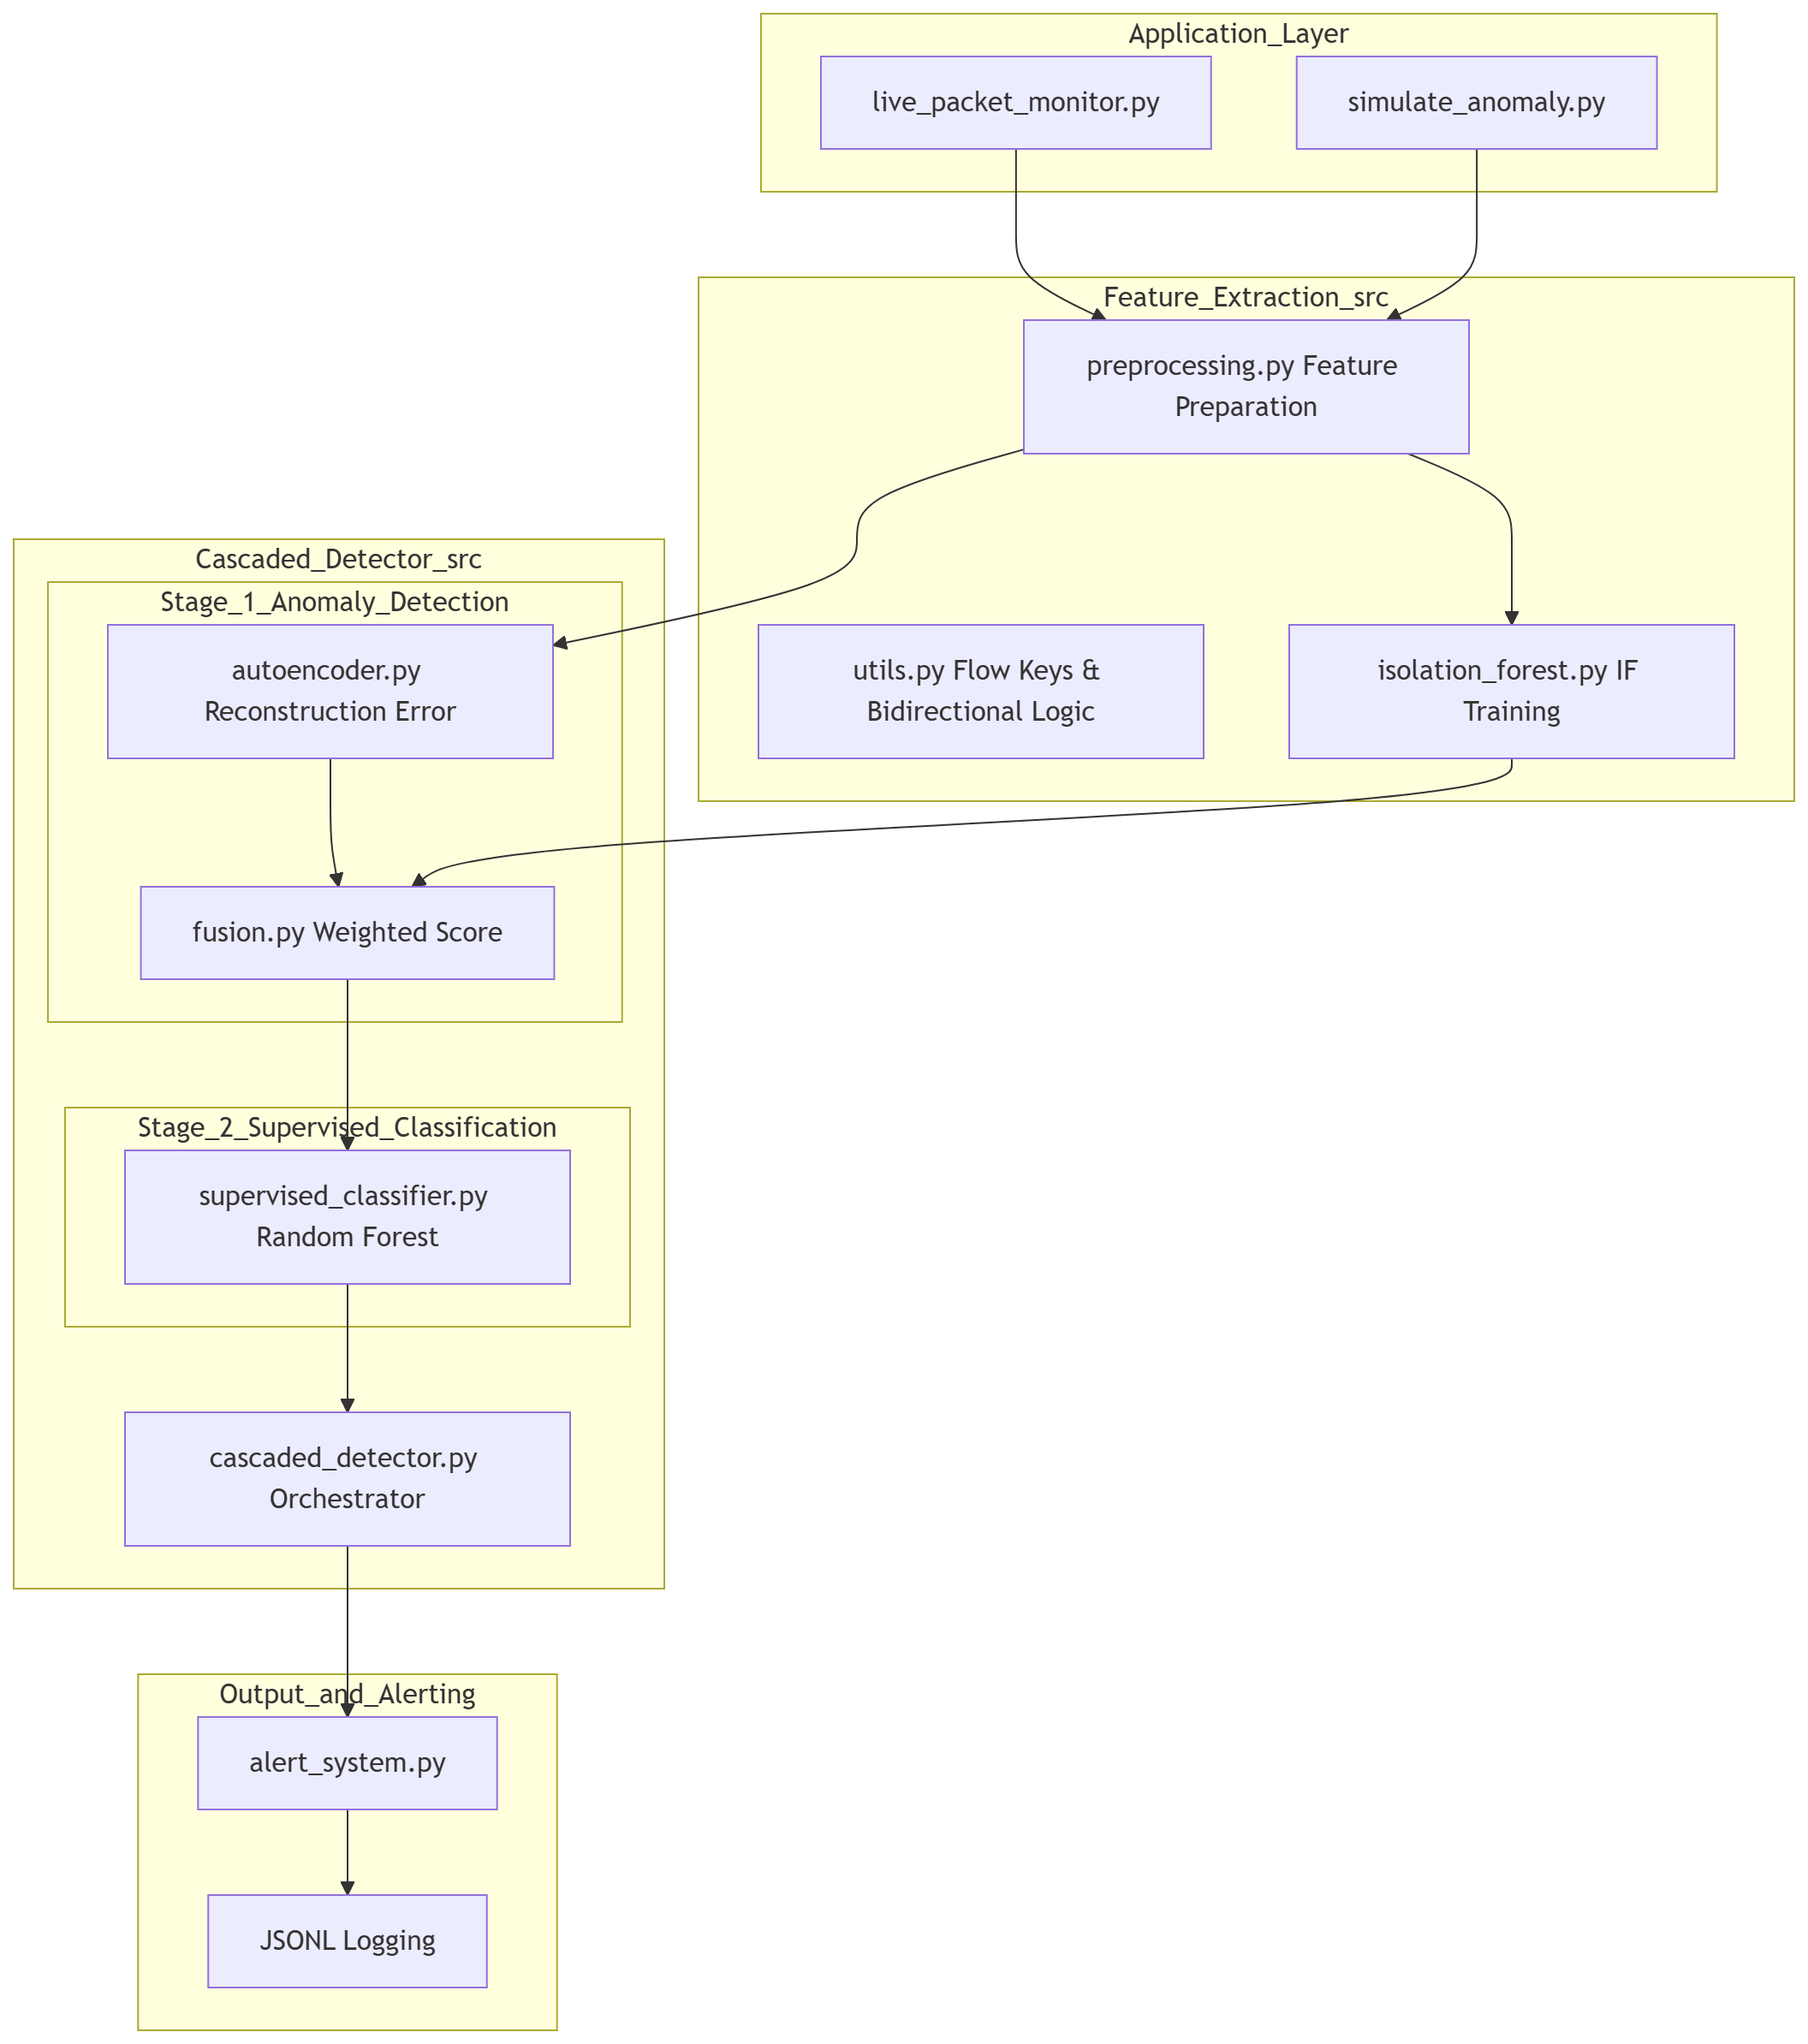 Application_Layer
live_packet_monitor.py
simulate_anomaly.py
Feature_Extraction_src
preprocessing.py Feature
Preparation
Cascaded_Detector_src
Stage_1_Anomaly_Detection
autoencoder.py
Reconstruction Error
utils.py Flow Keys &
Bidirectional Logic
isolation_forest.py IF
Training
fusion.py Weighted Score
Stage_2_Supervised_Classification
supervised_classifier.py
Random Forest
cascaded_detector.py
Orchestrator
Output_and_Alerting
alert_system.py
JSONL Logging